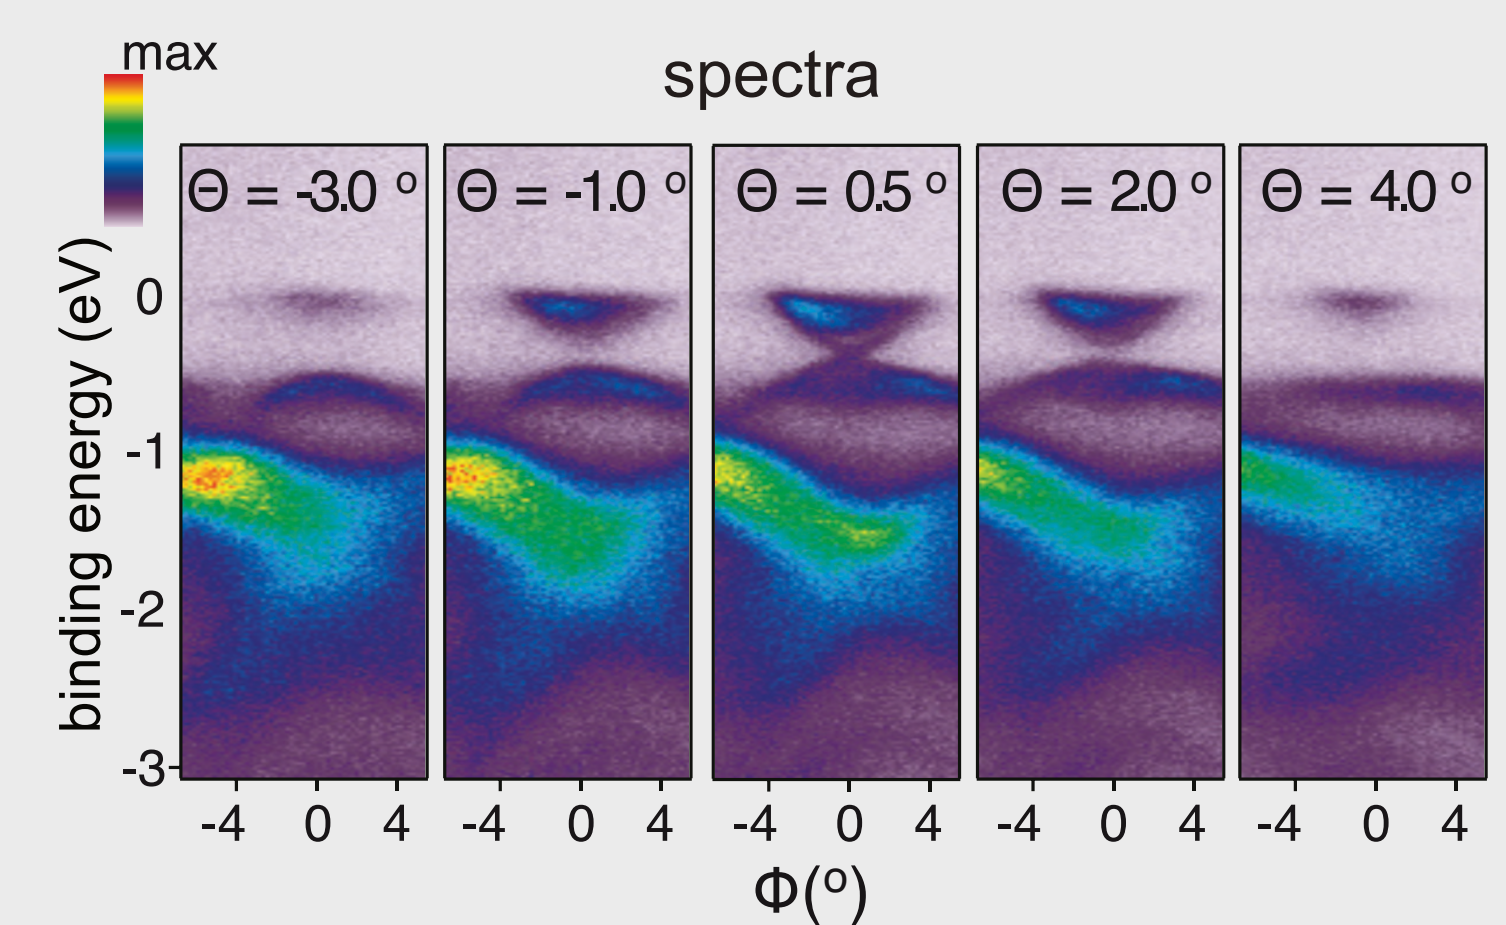 max
spectra
Θ = -3.0 º
Θ = -1.0 º
Θ = 0.5 º
Θ = 2.0 º
Θ = 4.0 º
binding energy (eV)
0
-1
-2
-3
-4 0 4
-4 0 4
-4 0 4
-4 0 4
-4 0 4
Φ(º)